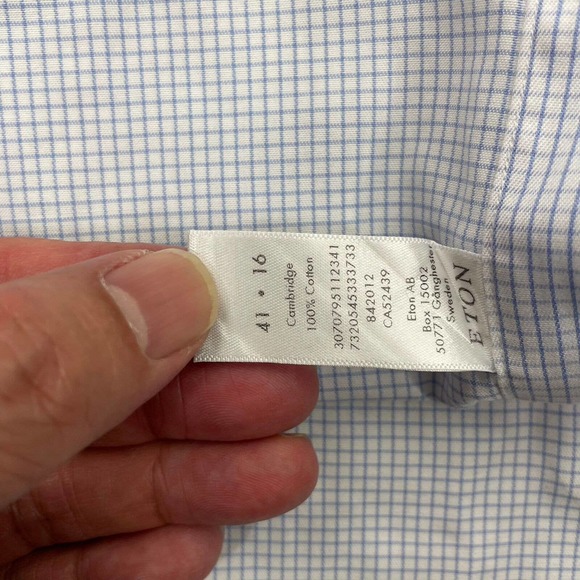 41 • 16
Cambridge
100% Cotton
3070795112341
7320545333733
842012
CA52439
Eton AB
Box 15002
50771 Gånghester
Sweden
ETON